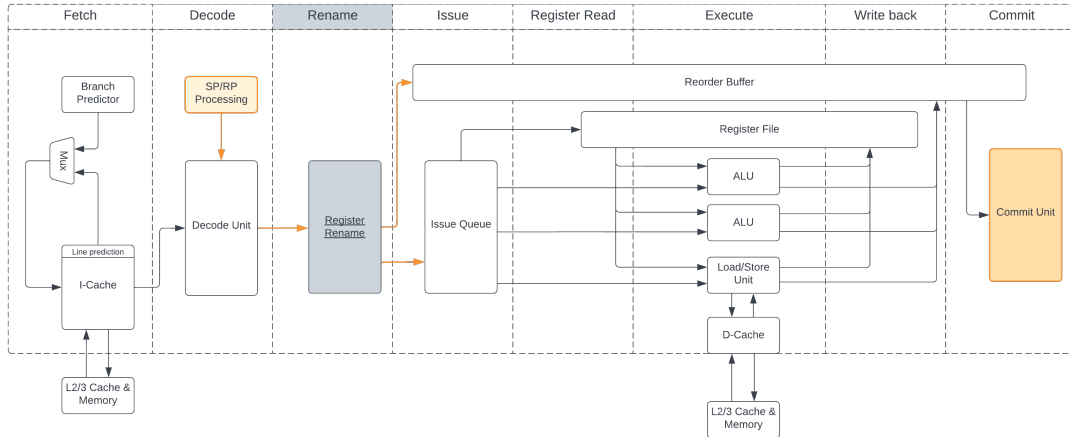 Fetch
Decode
Rename
Issue
Register Read
Execute
Write back
Commit
Branch
Predictor
SP/RP
Processing
Reorder Buffer
Register File
Mux
ALU
Decode Unit
Register
Rename
Issue Queue
ALU
Commit Unit
Line prediction
I-Cache
Load/Store
Unit
D-Cache
L2/3 Cache &
Memory
L2/3 Cache &
Memory